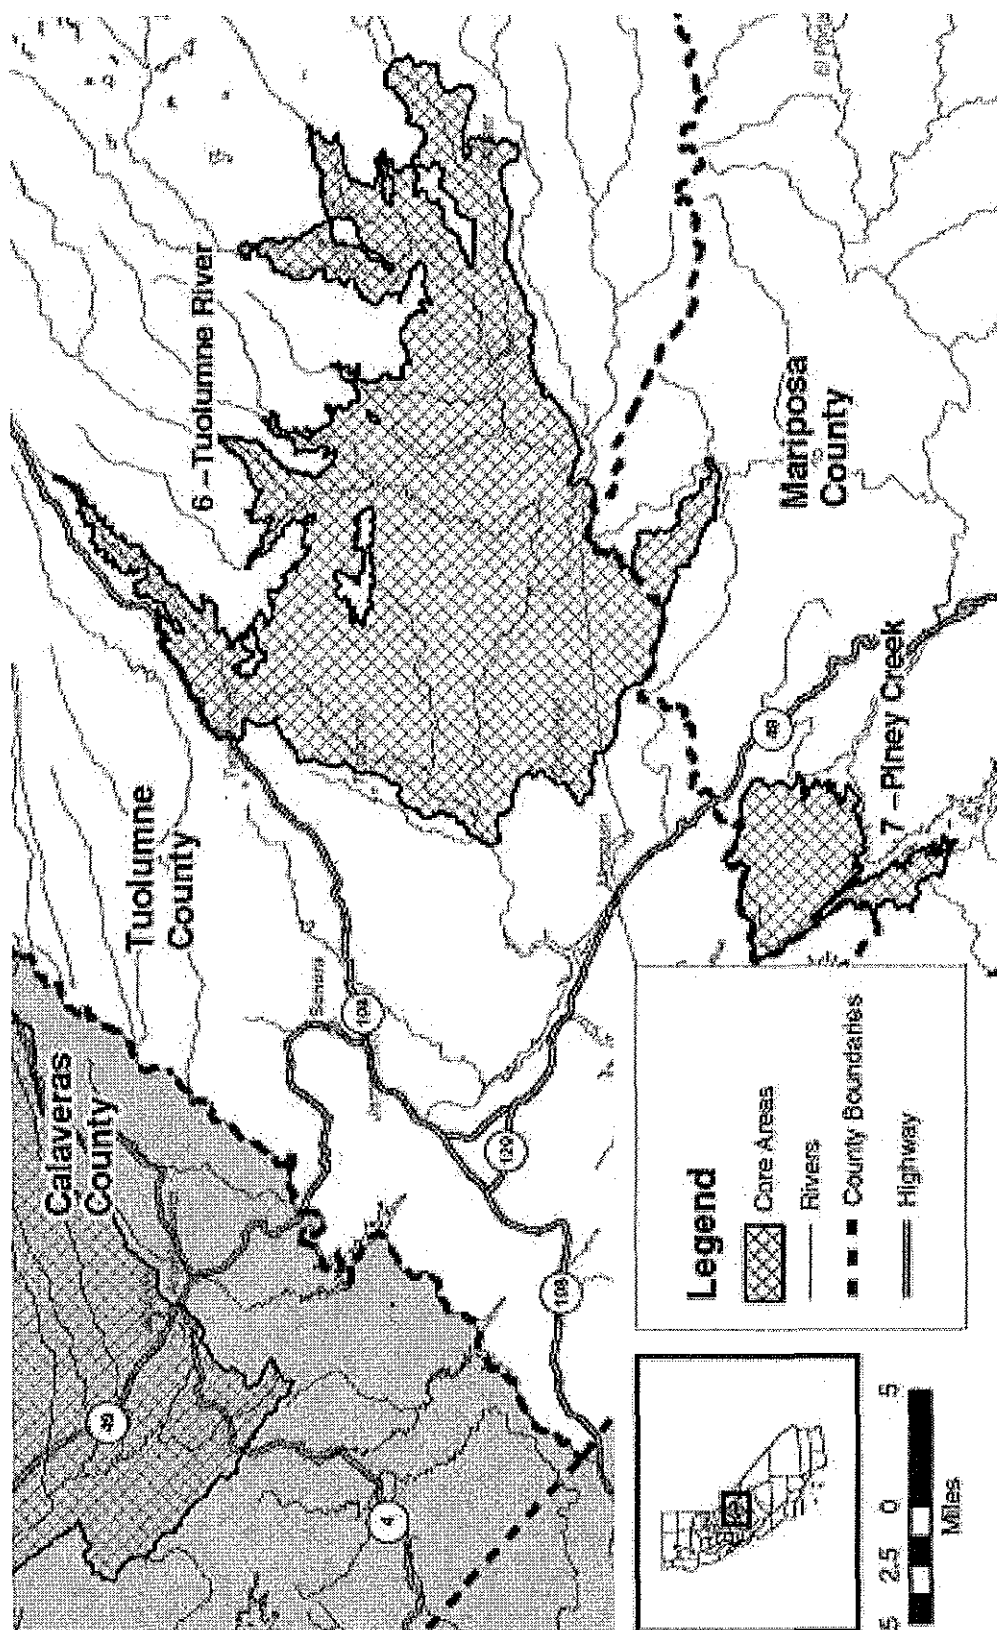 Calaveras
County
Tuolumne
County
6 – Tuolumne River
Mariposa
County
7 – Piney Creek
Sonora
49
4
108
108
120
49
Legend
Core Areas
Rivers
County Boundaries
Highway
5 2.5 0 5
Miles